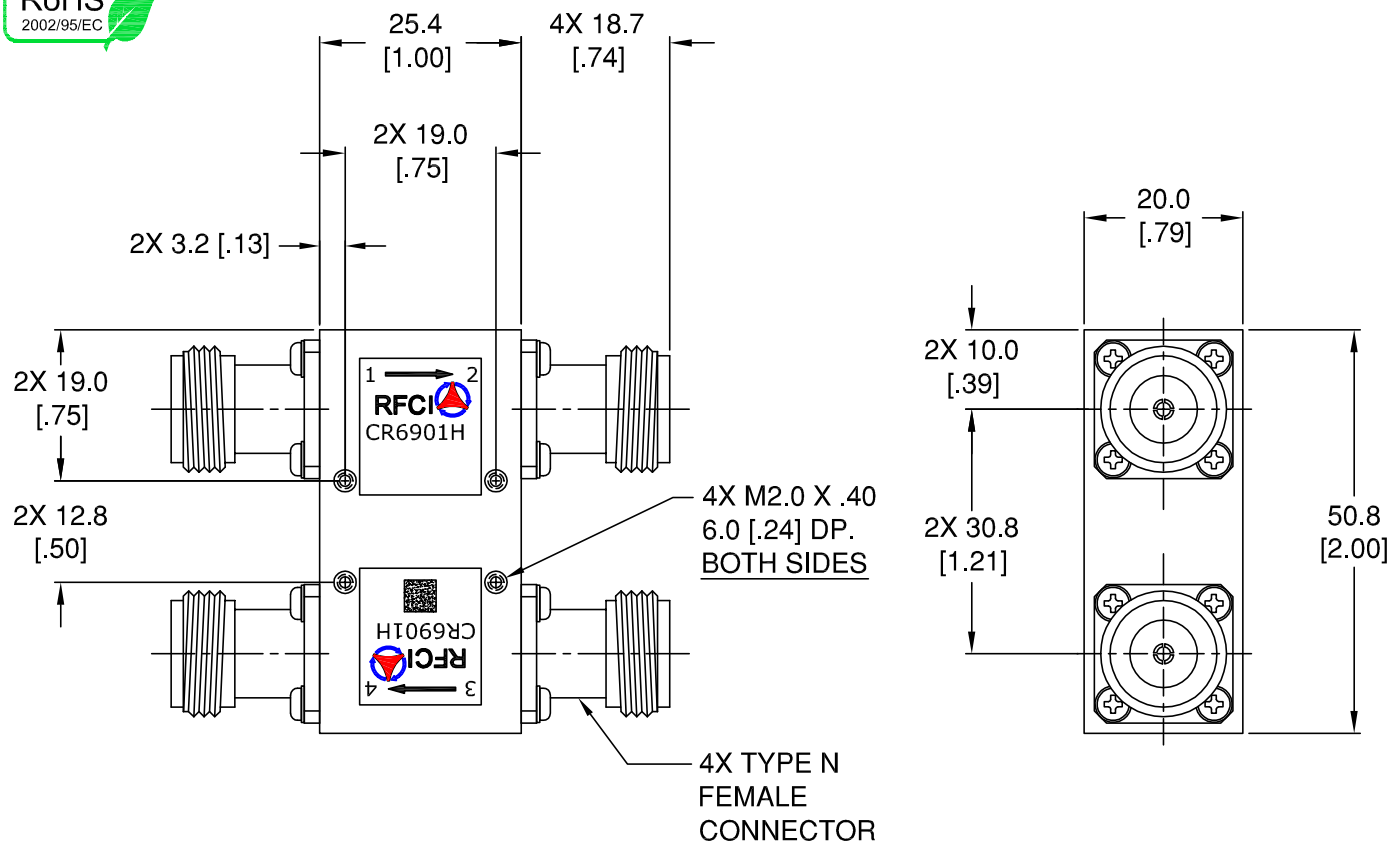 RoHS
2002/95/EC
25.4
[1.00]
4X 18.7
[.74]
2X 19.0
[.75]
2X 3.2 [.13]
20.0
[.79]
2X 19.0
[.75]
1 2
RFCI
CR6901H
2X 10.0
[.39]
2X 12.8
[.50]
4X M2.0 X .40
6.0 [.24] DP.
BOTH SIDES
2X 30.8
[1.21]
50.8
[2.00]
CR6901H
RFCI
3 4
4X TYPE N
FEMALE
CONNECTOR